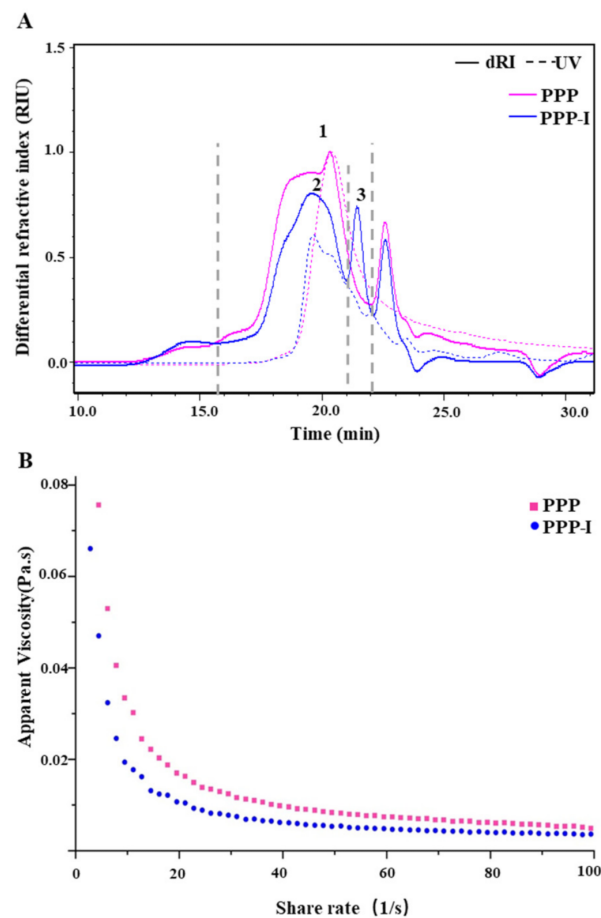 A
1.5
dRI
UV
PPP
PPP-I
1
1.0
2
3
0.5
0.0
Differential refractive index (RIU)
10.0 15.0 20.0 25.0 30.0
Time (min)
B
0.08
PPP
PPP-I
0.06
0.04
0.02
Apparent Viscosity(Pa.s)
0 20 40 60 80 100
Share rate (1/s)